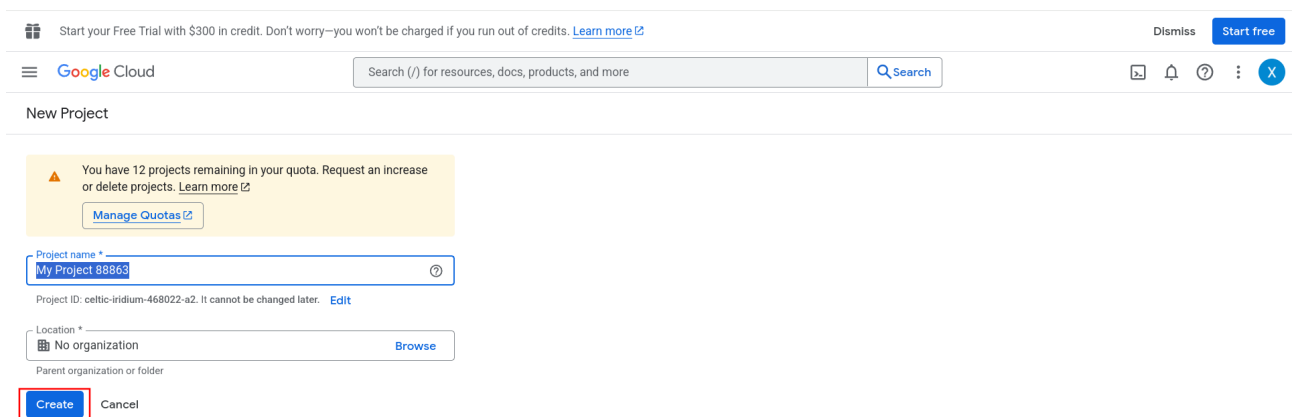 Start your Free Trial with $300 in credit. Don't worry—you won't be charged if you run out of credits. Learn more
Dismiss
Start free
Google Cloud
Search (/) for resources, docs, products, and more
Search
X
New Project
You have 12 projects remaining in your quota. Request an increase
or delete projects. Learn more
Manage Quotas
Project name *
My Project 88863
Project ID: celtic-iridium-468022-a2. It cannot be changed later. Edit
Location *
No organization
Browse
Parent organization or folder
Create
Cancel